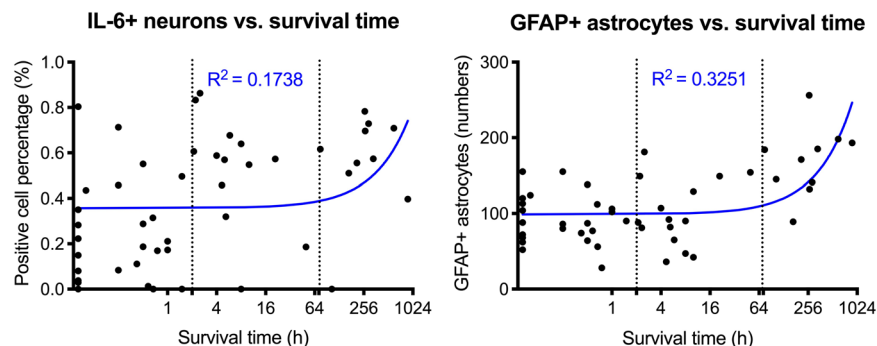 IL-6+ neurons vs. survival time
R² = 0.1738
Positive cell percentage (%)
1.0
0.8
0.6
0.4
0.2
0.0
1 4 16 64 256 1024
Survival time (h)
GFAP+ astrocytes vs. survival time
R² = 0.3251
GFAP+ astrocytes (numbers)
300
200
100
0
1 4 16 64 256 1024
Survival time (h)